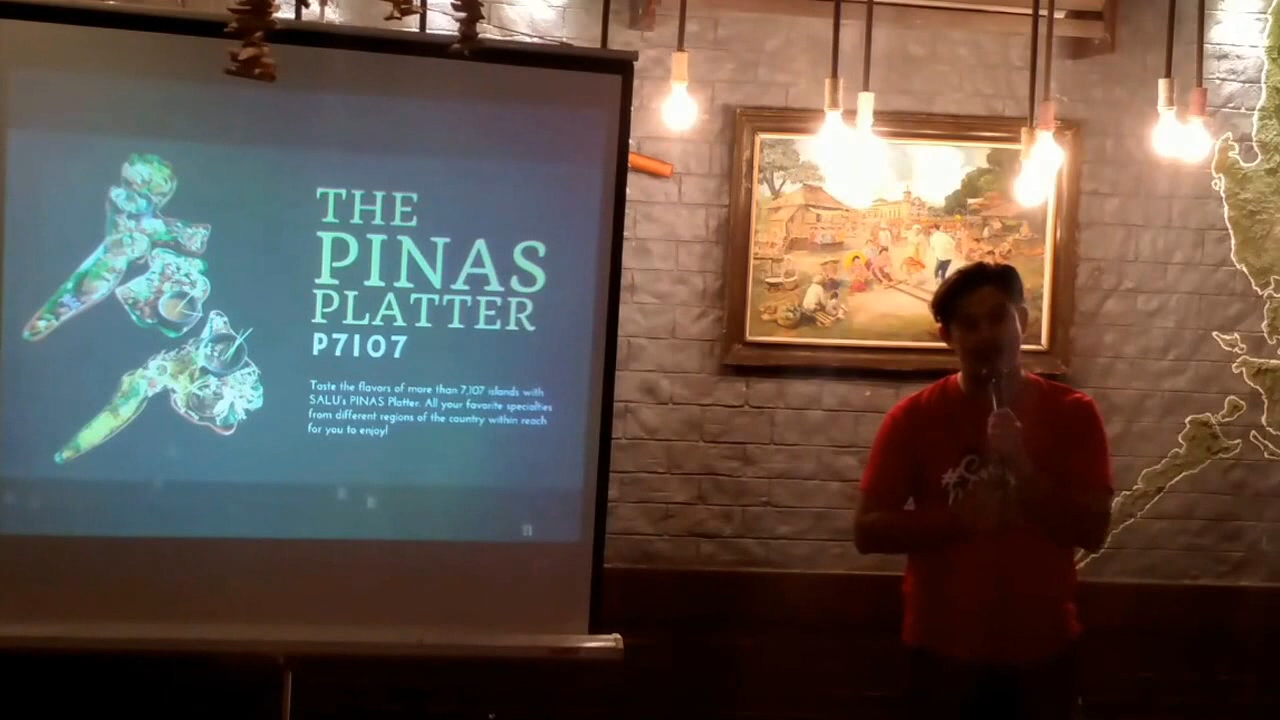 THE
PINAS
PLATTER
P7107
Taste the flavors of more than 7,107 islands with
SALU's PINAS Platter. All your favorite specialties
from different regions of the country within reach
for you to enjoy!